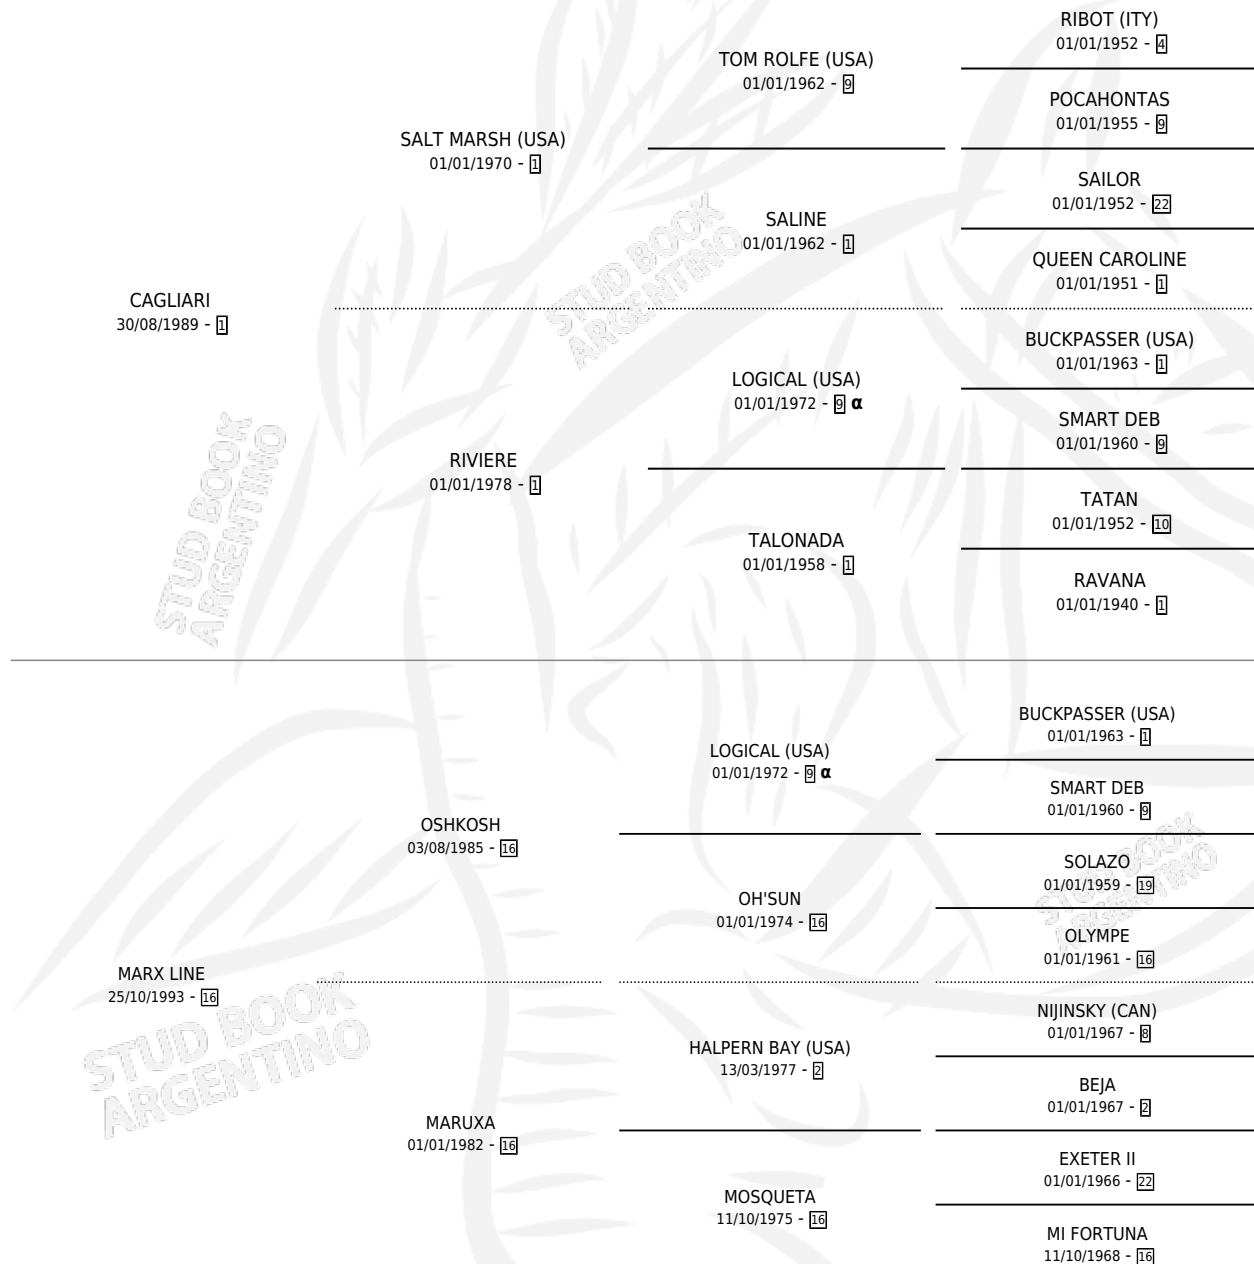 RIBOT (ITY)
01/01/1952 - 4
TOM ROLFE (USA)
01/01/1962 - 9
POCAHONTAS
01/01/1955 - 9
SALT MARSH (USA)
01/01/1970 - 1
SAILOR
01/01/1952 - 22
SALINE
01/01/1962 - 1
QUEEN CAROLINE
01/01/1951 - 1
CAGLIARI
30/08/1989 - 1
BUCKPASSER (USA)
01/01/1963 - 1
LOGICAL (USA)
01/01/1972 - 9 α
SMART DEB
01/01/1960 - 9
RIVIERE
01/01/1978 - 1
TATAN
01/01/1952 - 10
TALONADA
01/01/1958 - 1
RAVANA
01/01/1940 - 1
STUD BOOK
ARGENTINO
STUD BOOK
ARGENTINO
BUCKPASSER (USA)
01/01/1963 - 1
LOGICAL (USA)
01/01/1972 - 9 α
SMART DEB
01/01/1960 - 9
OSHKOSH
03/08/1985 - 16
SOLAZO
01/01/1959 - 19
OH'SUN
01/01/1974 - 16
OLYMPE
01/01/1961 - 16
MARX LINE
25/10/1993 - 16
NIJINSKY (CAN)
01/01/1967 - 8
HALPERN BAY (USA)
13/03/1977 - 2
BEJA
01/01/1967 - 2
MARUXA
01/01/1982 - 16
EXETER II
01/01/1966 - 22
MOSQUETA
11/10/1975 - 16
MI FORTUNA
11/10/1968 - 16
STUD BOOK
ARGENTINO
STUD BOOK
ARGENTINO